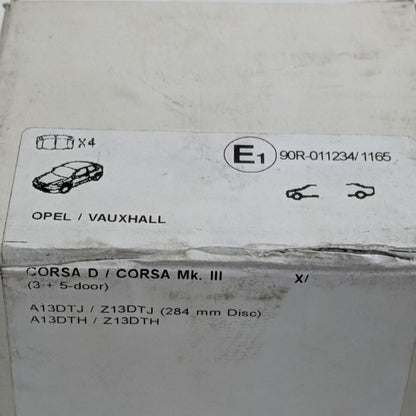 X4
E1 90R-011234/1165
OPEL / VAUXHALL
CORSA D / CORSA Mk. III X/
(3 + 5-door)
A13DTJ / Z13DTJ (284 mm Disc)
A13DTH / Z13DTH